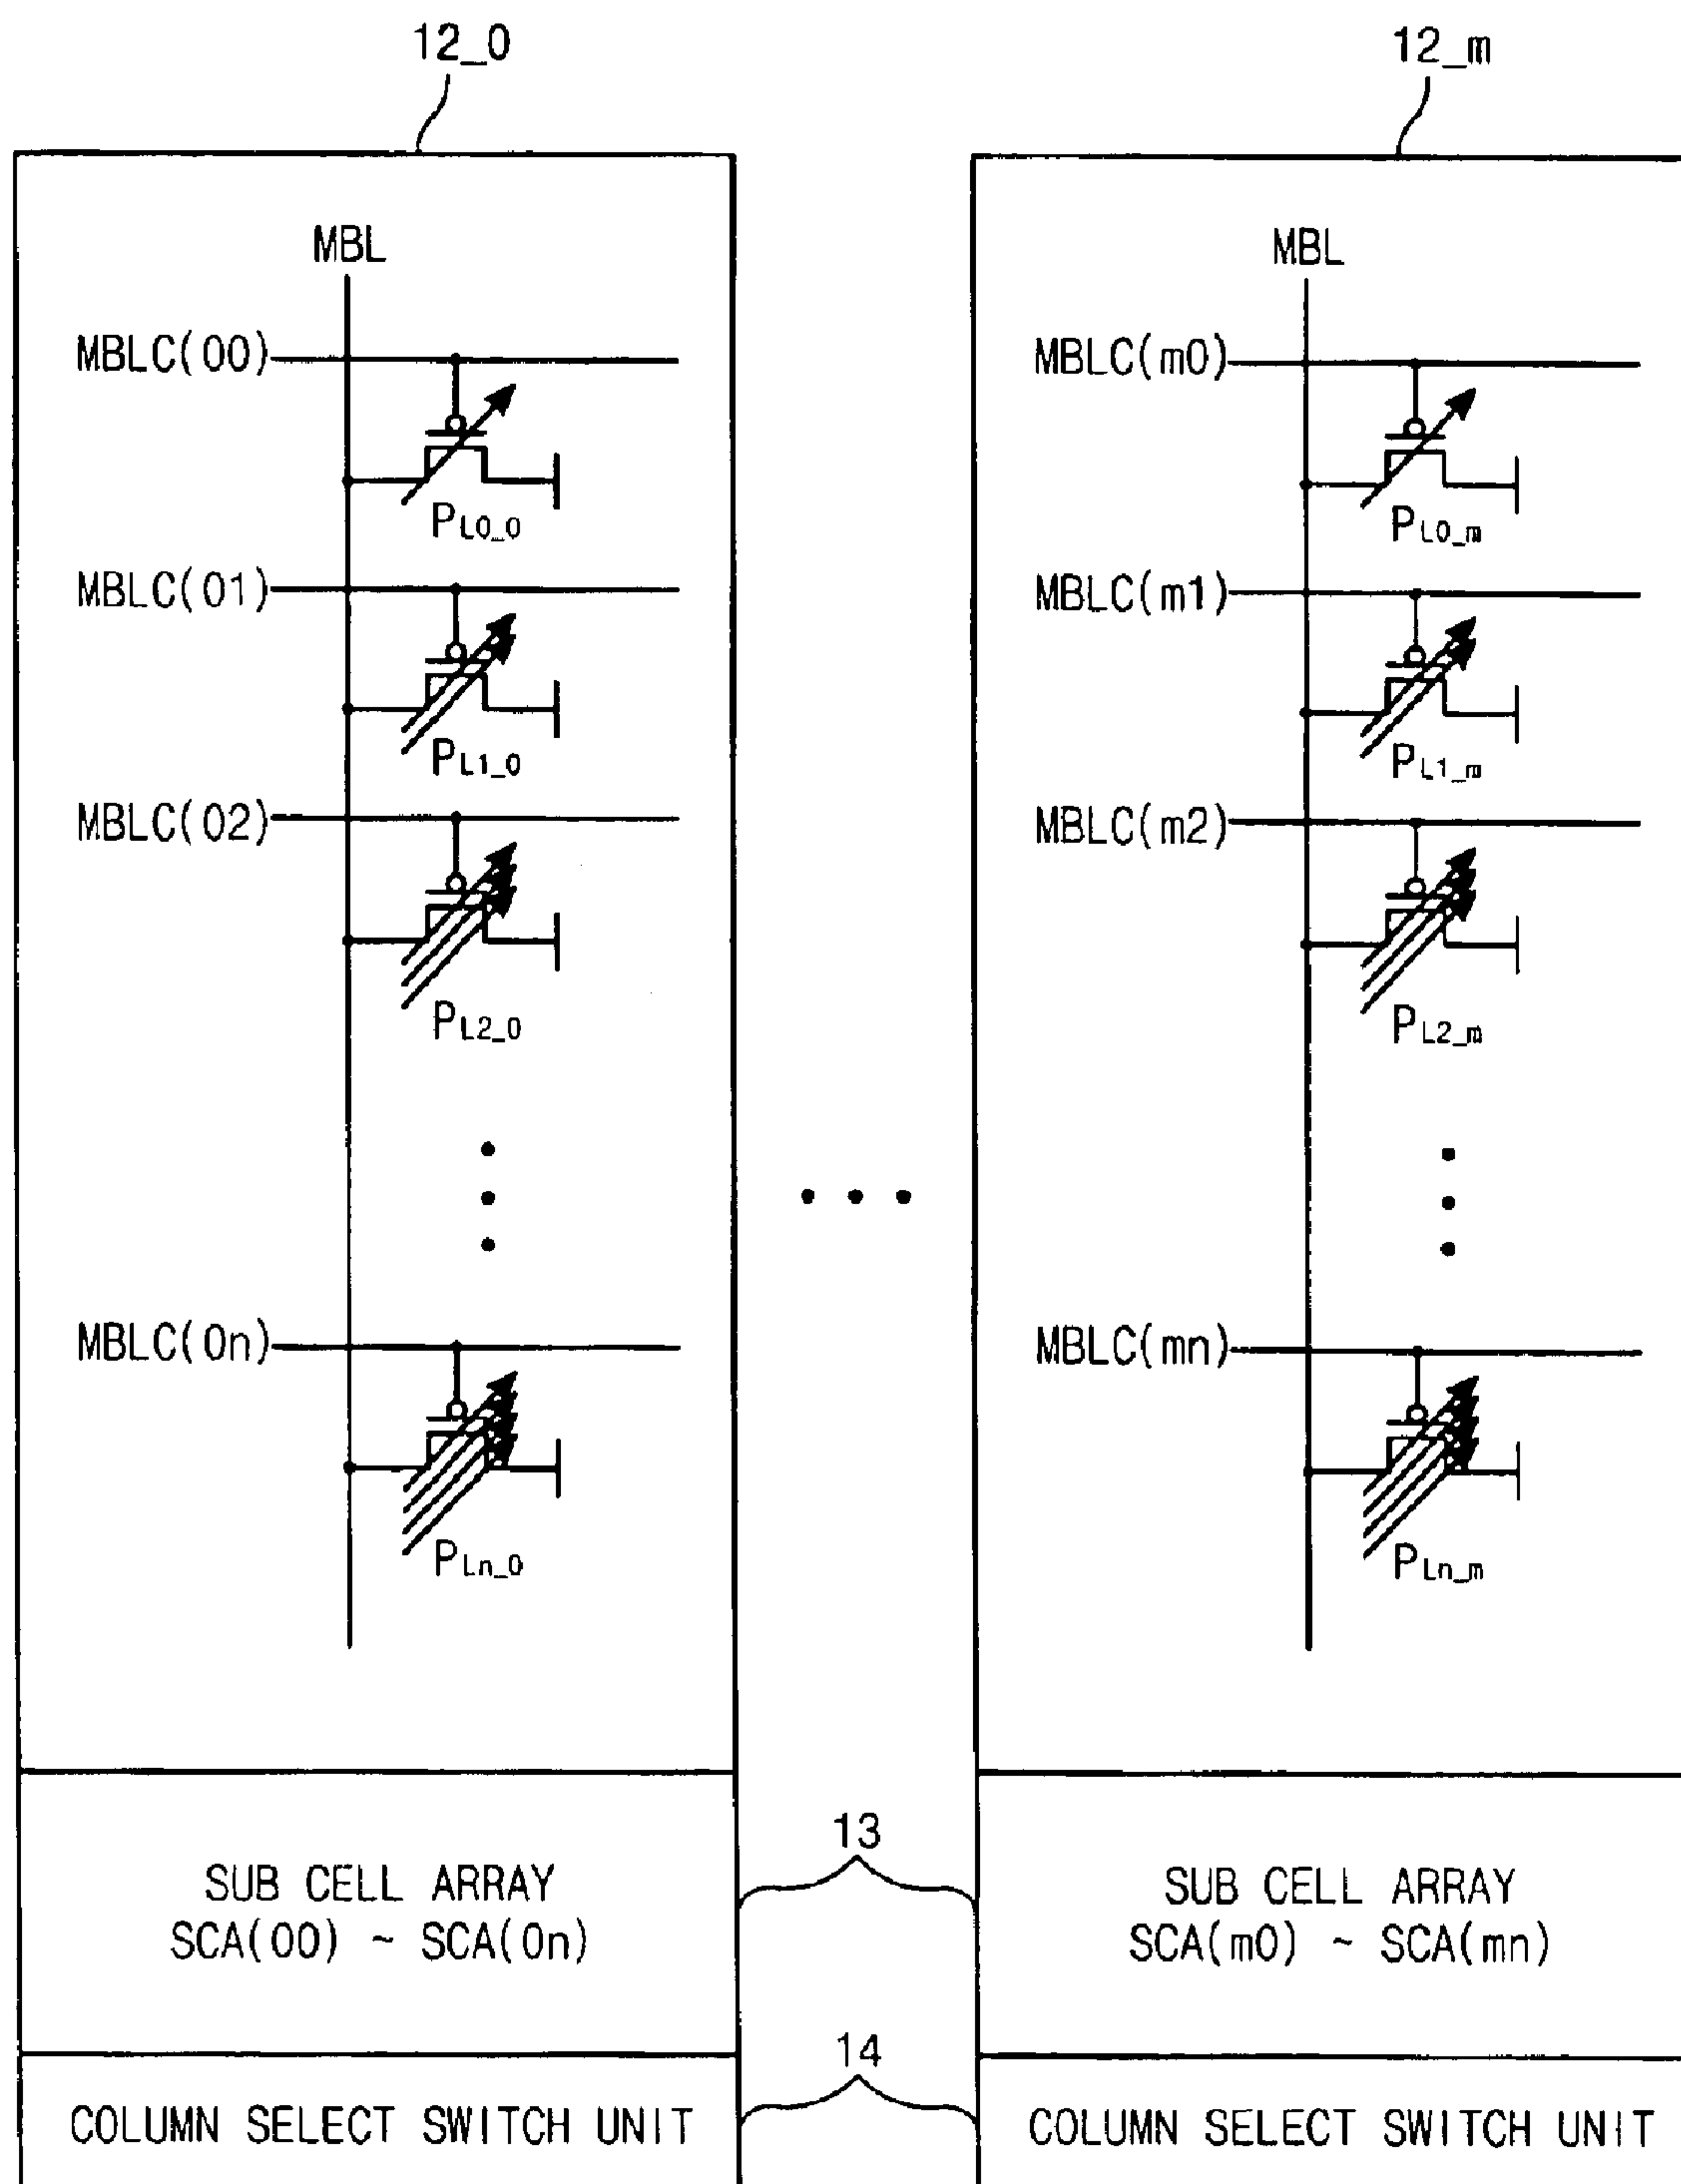 12_0
12_m
MBL
MBLC(00)
PL0_0
MBLC(01)
PL1_0
MBLC(02)
PL2_0
MBLC(0n)
PLn_0
SUB CELL ARRAY
SCA(00) ~ SCA(0n)
COLUMN SELECT SWITCH UNIT
MBL
MBLC(m0)
PL0_m
MBLC(m1)
PL1_m
MBLC(m2)
PL2_m
MBLC(mn)
PLn_m
SUB CELL ARRAY
SCA(m0) ~ SCA(mn)
COLUMN SELECT SWITCH UNIT
13
14